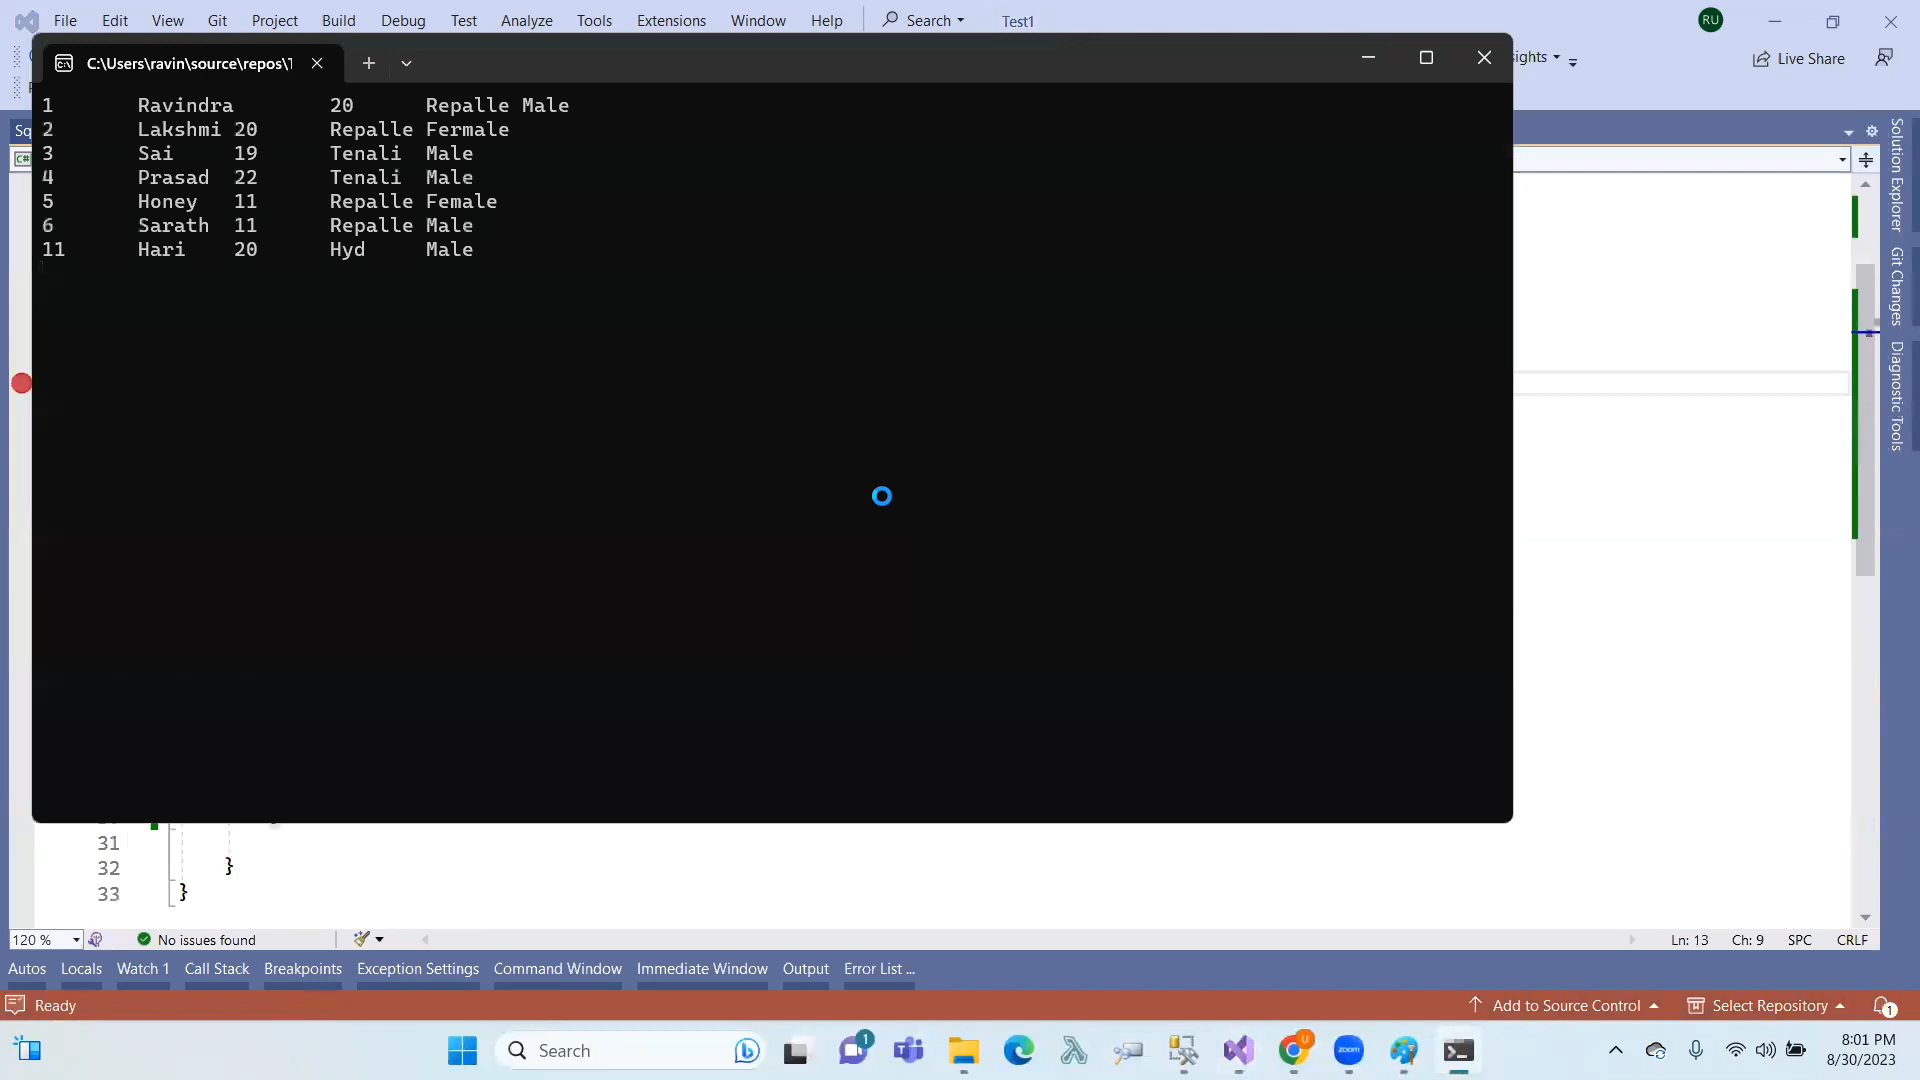 File Edit View Git Project Build Debug Test Analyze Tools Extensions Window Help Search Test1 RU
C:\Users\ravin\source\repos\T
sights Live Share
1 Ravindra 20 Repalle Male
2 Lakshmi 20 Repalle Fermale
3 Sai 19 Tenali Male
4 Prasad 22 Tenali Male
5 Honey 11 Repalle Female
6 Sarath 11 Repalle Male
11 Hari 20 Hyd Male
Sq
C#
Solution Explorer
Git Changes
Diagnostic Tools
31
32 }
33 }
120 % No issues found Ln: 13 Ch: 9 SPC CRLF
Autos Locals Watch 1 Call Stack Breakpoints Exception Settings Command Window Immediate Window Output Error List ...
Ready Add to Source Control Select Repository 1
Search 1 U zoom
8:01 PM
8/30/2023